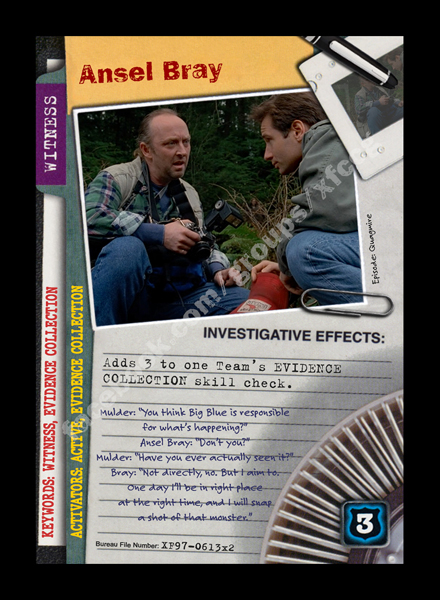 Ansel Bray
WITNESS
KEYWORDS: WITNESS, EVIDENCE COLLECTION
ACTIVATORS: ACTIVE, EVIDENCE COLLECTION
Episode: Quagmire
INVESTIGATIVE EFFECTS:
Adds 3 to one Team's EVIDENCE
COLLECTION skill check.
Mulder: "You think Big Blue is responsible
for what's happening?"
Ansel Bray: "Don't you?"
Mulder: "Have you ever actually seen it?"
Bray: "Not directly, no. But I aim to.
One day I'll be in right place
at the right time, and I will snap
a shot of that monster."
Bureau File Number: XF97-0613x2
3
facebook.com/groups/xfccg